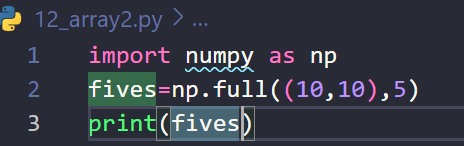 12_array2.py > ...
1 import numpy as np
2 fives=np.full((10,10),5)
3 print(fives)